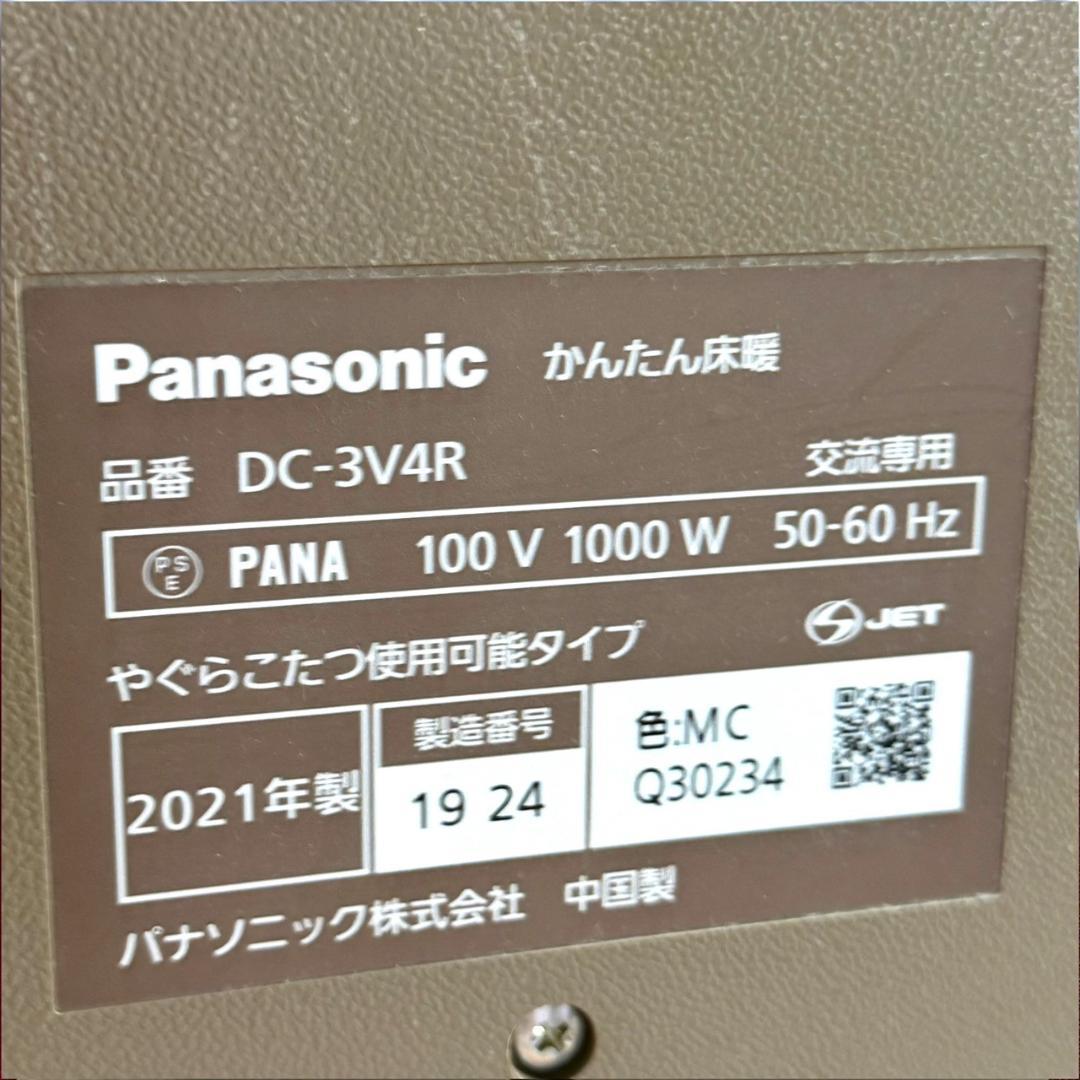 Panasonic かんたん床暖
品番 DC-3V4R 交流専用
PSE PANA 100 V 1000 W 50-60 Hz
やぐらこたつ使用可能タイプ JET
2021年製
製造番号
19 24
色:MC
Q30234
パナソニック株式会社 中国製